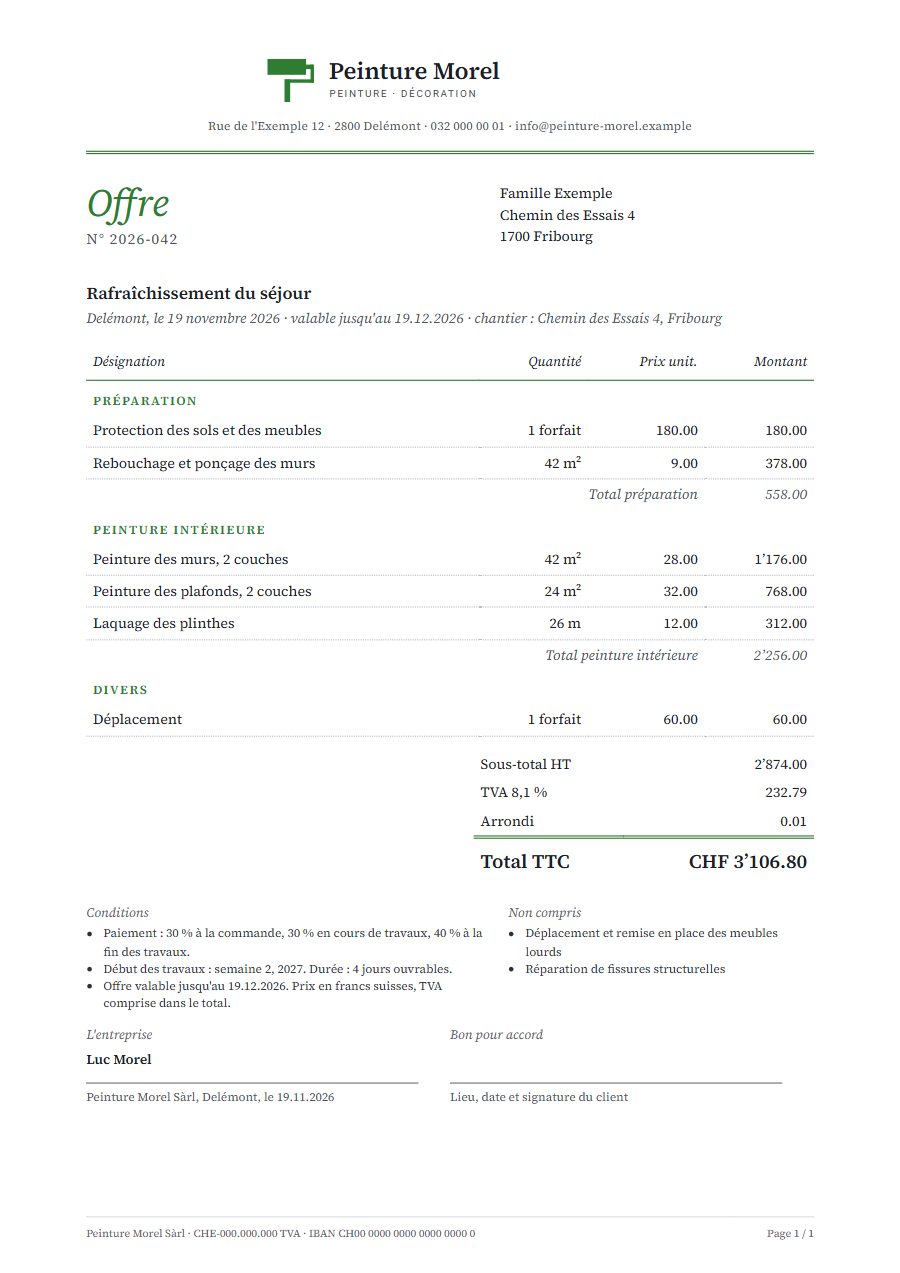 Peinture Morel
PEINTURE · DÉCORATION
Rue de l'Exemple 12 · 2800 Delémont · 032 000 00 01 · info@peinture-morel.example
Offre
N° 2026-042
Famille Exemple
Chemin des Essais 4
1700 Fribourg
Rafraîchissement du séjour
Delémont, le 19 novembre 2026 · valable jusqu'au 19.12.2026 · chantier : Chemin des Essais 4, Fribourg
Désignation Quantité Prix unit. Montant
PRÉPARATION
Protection des sols et des meubles 1 forfait 180.00 180.00
Rebouchage et ponçage des murs 42 m² 9.00 378.00
Total préparation 558.00
PEINTURE INTÉRIEURE
Peinture des murs, 2 couches 42 m² 28.00 1’176.00
Peinture des plafonds, 2 couches 24 m² 32.00 768.00
Laquage des plinthes 26 m 12.00 312.00
Total peinture intérieure 2’256.00
DIVERS
Déplacement 1 forfait 60.00 60.00
Sous-total HT 2’874.00
TVA 8,1 % 232.79
Arrondi 0.01
Total TTC CHF 3’106.80
Conditions
• Paiement : 30 % à la commande, 30 % en cours de travaux, 40 % à la
fin des travaux.
• Début des travaux : semaine 2, 2027. Durée : 4 jours ouvrables.
• Offre valable jusqu'au 19.12.2026. Prix en francs suisses, TVA
comprise dans le total.
Non compris
• Déplacement et remise en place des meubles
lourds
• Réparation de fissures structurelles
L'entreprise
Luc Morel
Peinture Morel Sàrl, Delémont, le 19.11.2026
Bon pour accord
Lieu, date et signature du client
Peinture Morel Sàrl · CHE-000.000.000 TVA · IBAN CH00 0000 0000 0000 0000 0
Page 1 / 1